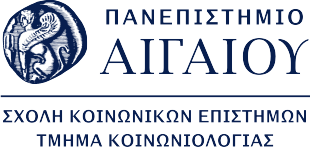 ΠΑΝΕΠΙΣΤΗΜΙΟ
ΑΙΓΑΙΟΥ
ΣΧΟΛΗ ΚΟΙΝΩΝΙΚΩΝ ΕΠΙΣΤΗΜΩΝ
ΤΜΗΜΑ ΚΟΙΝΩΝΙΟΛΟΓΙΑΣ